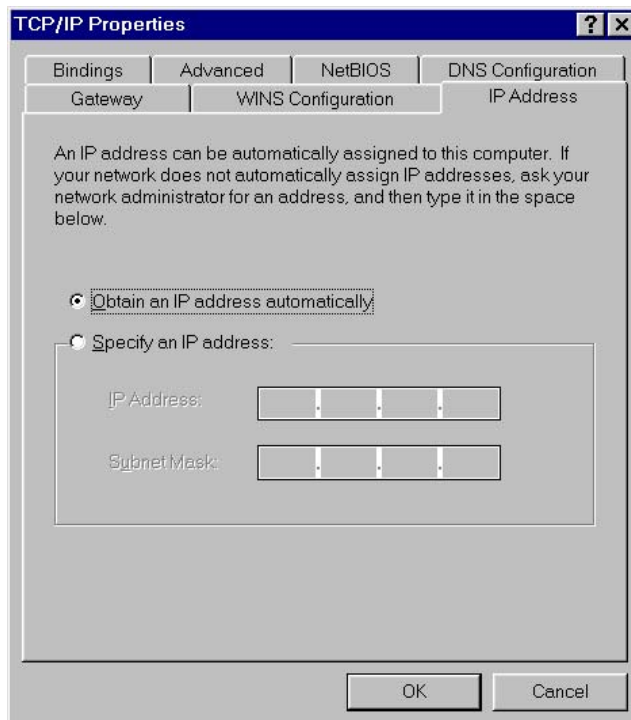 TCP/IP Properties
? ×
Bindings Advanced NetBIOS DNS Configuration
Gateway WINS Configuration IP Address
An IP address can be automatically assigned to this computer. If
your network does not automatically assign IP addresses, ask your
network administrator for an address, and then type it in the space
below.
Obtain an IP address automatically
Specify an IP address:
IP Address:
. . .
Subnet Mask:
. . .
OK Cancel